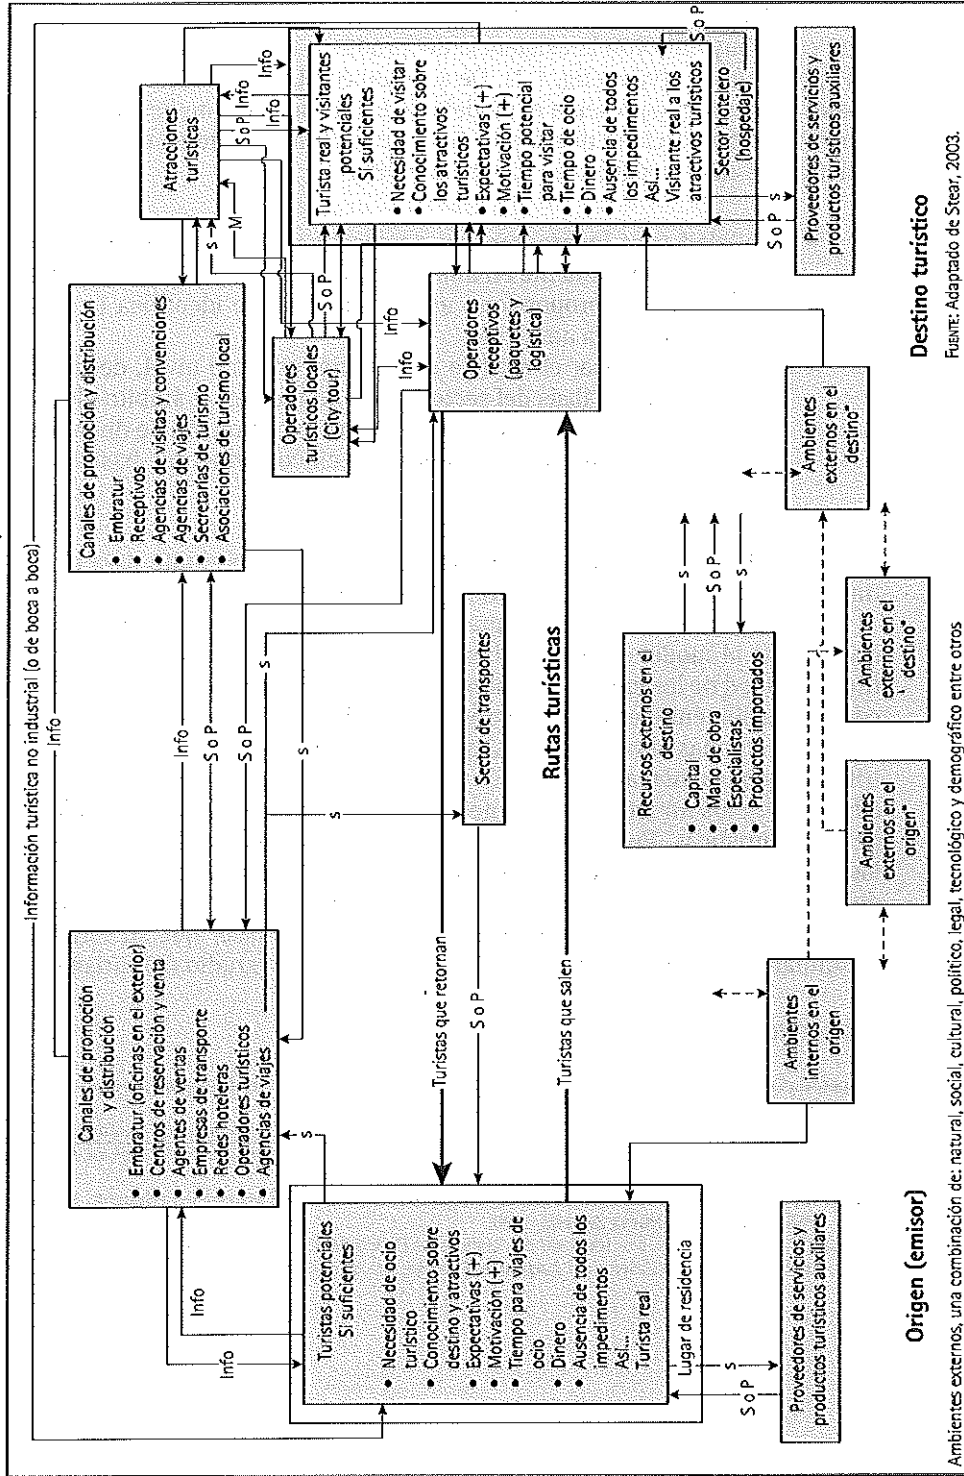 Información turística no industrial (o de boca a boca)
Info
Canales de promoción
y distribución
• Embratur (oficinas en el exterior)
• Centros de reservación y venta
• Agentes de ventas
• Empresas de transporte
• Redes hoteleras
• Operadores turísticos
• Agencias de viajes
Info
S o P
s
s
Canales de promoción y distribución
• Embratur
• Receptivos
• Agencias de visitas y convenciones
• Agencias de viajes
• Secretarías de turismo
• Asociaciones de turismo local
Atracciones
turísticas
Info
Info
Info
S o P
M
s
Operadores
turísticos locales
(City tour)
S o P
Info
Info
Turista real y visitantes
potenciales
Si suficientes
• Necesidad de visitar
• Conocimiento sobre
los atractivos
turísticos
• Expectativas (+)
• Motivación (+)
• Tiempo potencial
para visitar
• Tiempo de ocio
• Dinero
• Ausencia de todos
los impedimentos
Así...
Visitante real a los
atractivos turísticos
S o P
Sector hotelero
(hospedaje)
S o P
s
Proveedores de servicios y
productos turísticos auxiliares
Operadores
receptivos
(paquetes y
logística)
Info
Info
s
s
Sector de transportes
S o P
Turistas que retornan
Rutas turísticas
Turistas que salen
Turistas potenciales
Si suficientes
• Necesidad de ocio
turístico
• Conocimiento sobre
destino y atractivos
• Expectativas (+)
• Motivación (+)
• Tiempo para viajes de
ocio
• Dinero
• Ausencia de todos los
impedimentos
Así...
Turista real
Lugar de residencia
S o P
s
Proveedores de servicios y
productos turísticos auxiliares
Recursos externos en el
destino
• Capital
• Mano de obra
• Especialistas
• Productos importados
s
S o P
s
Ambientes
internos en el
origen
Ambientes
externos en el
origen*
Ambientes
externos en el
destino*
Ambientes
externos en el
destino*
Origen (emisor)
Destino turístico
Ambientes externos, una combinación de: natural, social cultural, político, legal, tecnológico y demográfico entre otros
FUENTE: Adaptado de Stear, 2003.